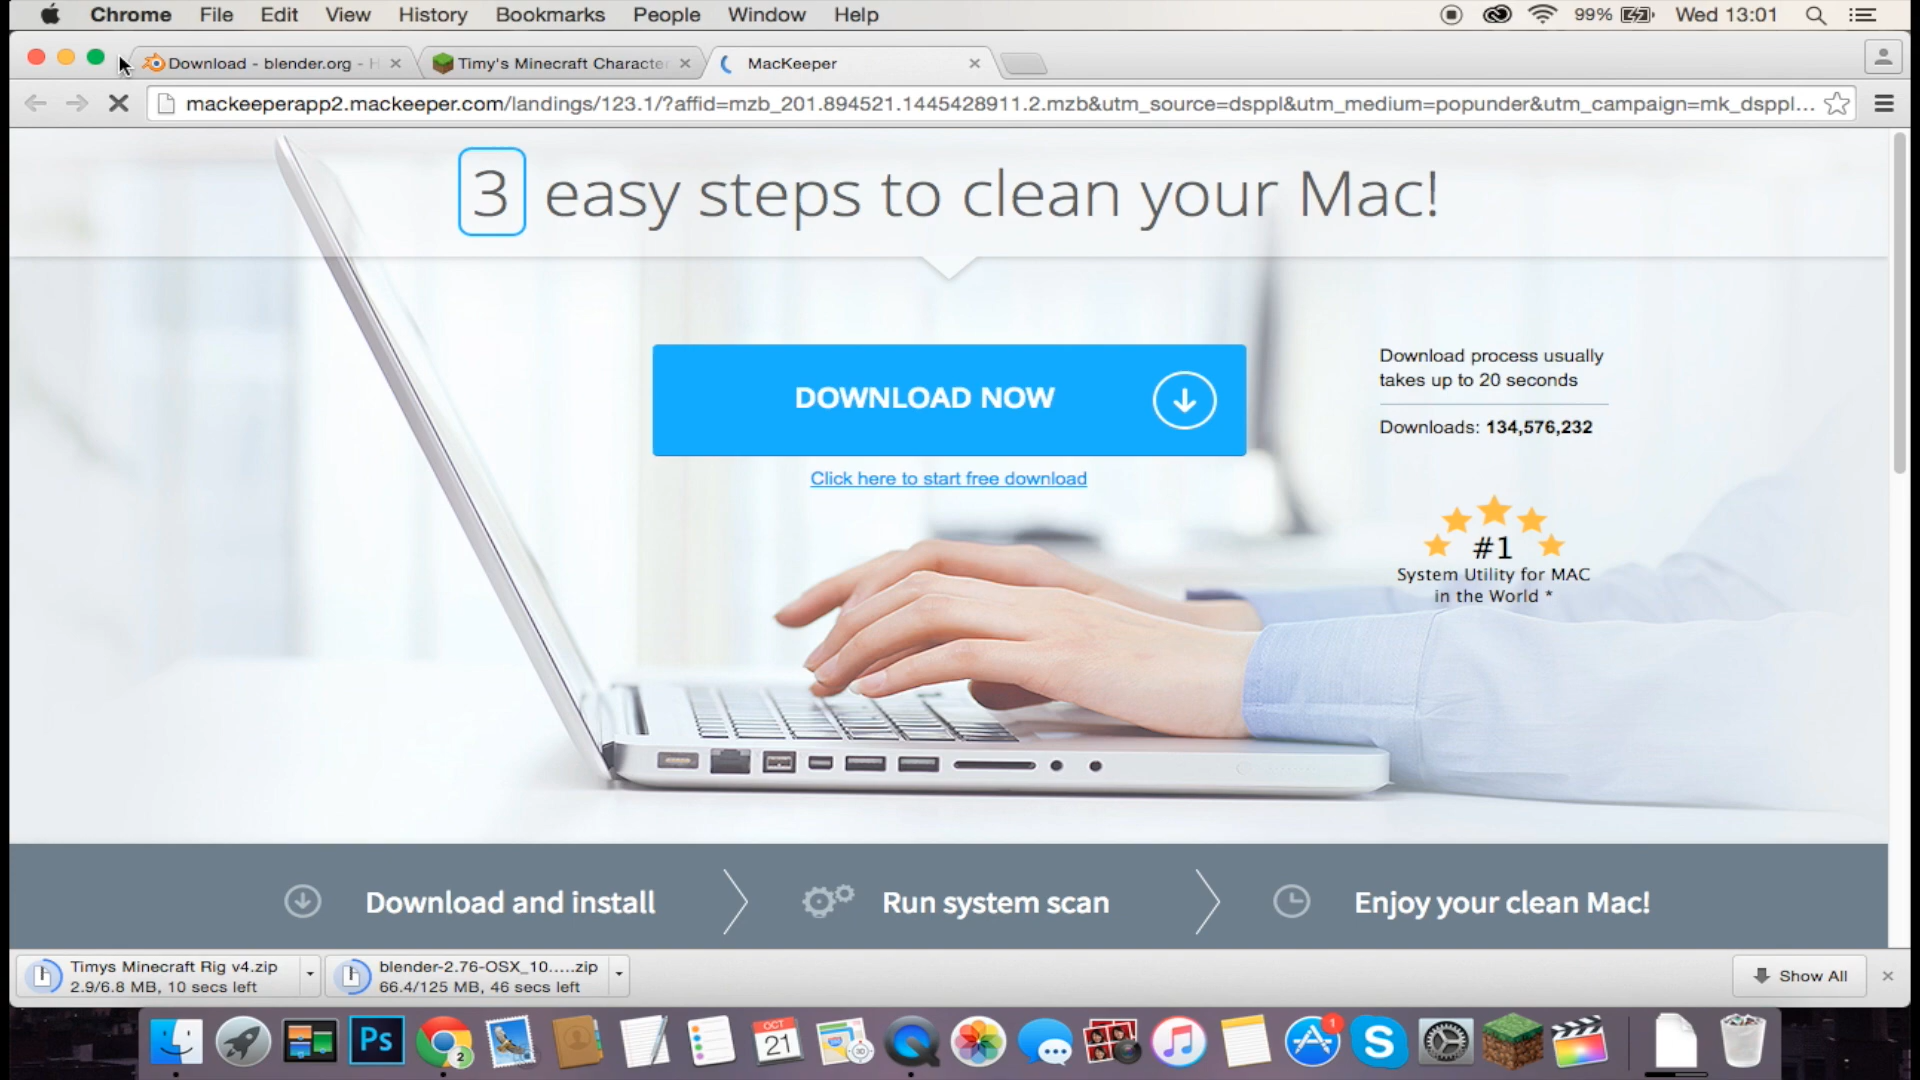 Chrome File Edit View History Bookmarks People Window Help 99% Wed 13:01
Download - blender.org - H Timy's Minecraft Character MacKeeper
mackeeperapp2.mackeeper.com/landings/123.1/?affid=mzb_201.894521.1445428911.2.mzb&utm_source=dsppl&utm_medium=popunder&utm_campaign=mk_dsppl...
3 easy steps to clean your Mac!
DOWNLOAD NOW
Click here to start free download
Download process usually
takes up to 20 seconds
Downloads: 134,576,232
#1
System Utility for MAC
in the World *
Download and install Run system scan Enjoy your clean Mac!
Timys Minecraft Rig v4.zip
2.9/6.8 MB, 10 secs left
blender-2.76-OSX_10.....zip
66.4/125 MB, 46 secs left
Show All
Ps
2
OCT
21
3D
1
S